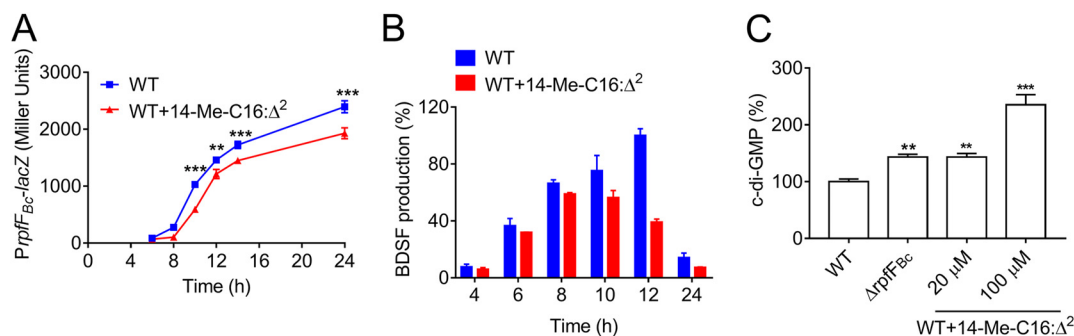 A
PrpfF_Bc-lacZ (Miller Units)
WT
WT+14-Me-C16:Δ²
3000
2000
1000
0
***
**
***
***
0 4 8 12 16 20 24
Time (h)
B
WT
WT+14-Me-C16:Δ²
BDSF production (%)
120
80
40
0
4 6 8 10 12 24
Time (h)
C
c-di-GMP (%)
300
200
100
0
**
**
***
WT
ΔrpfF_Bc
20 μM
100 μM
WT+14-Me-C16:Δ²